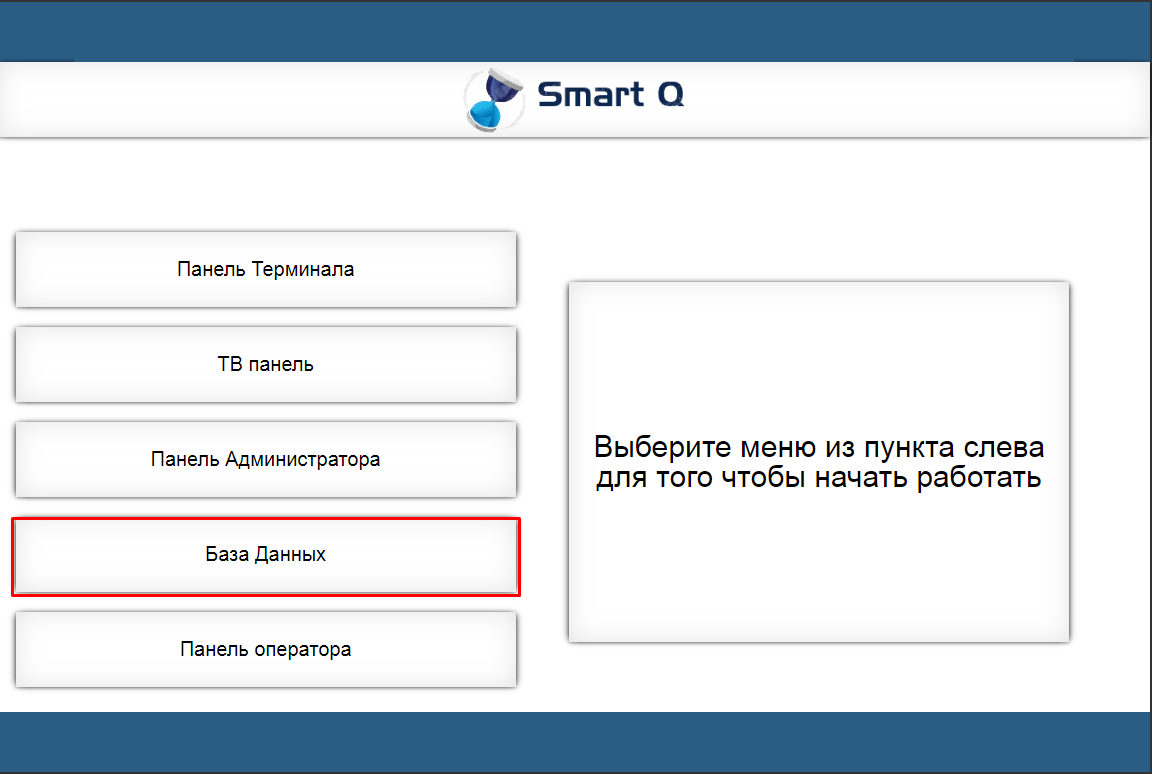 Smart Q
Панель Терминала
ТВ панель
Панель Администратора
База Данных
Панель оператора
Выберите меню из пункта слева
для того чтобы начать работать